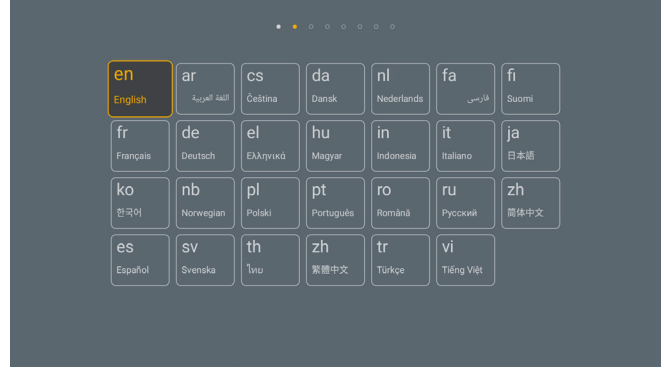 en
English
ar
اللغة العربية
cs
Čeština
da
Dansk
nl
Nederlands
fa
فارسی
fi
Suomi
fr
Français
de
Deutsch
el
Ελληνικά
hu
Magyar
in
Indonesia
it
Italiano
ja
日本語
ko
한국어
nb
Norwegian
pl
Polski
pt
Português
ro
Română
ru
Русский
zh
简体中文
es
Español
sv
Svenska
th
ไทย
zh
繁體中文
tr
Türkçe
vi
Tiếng Việt